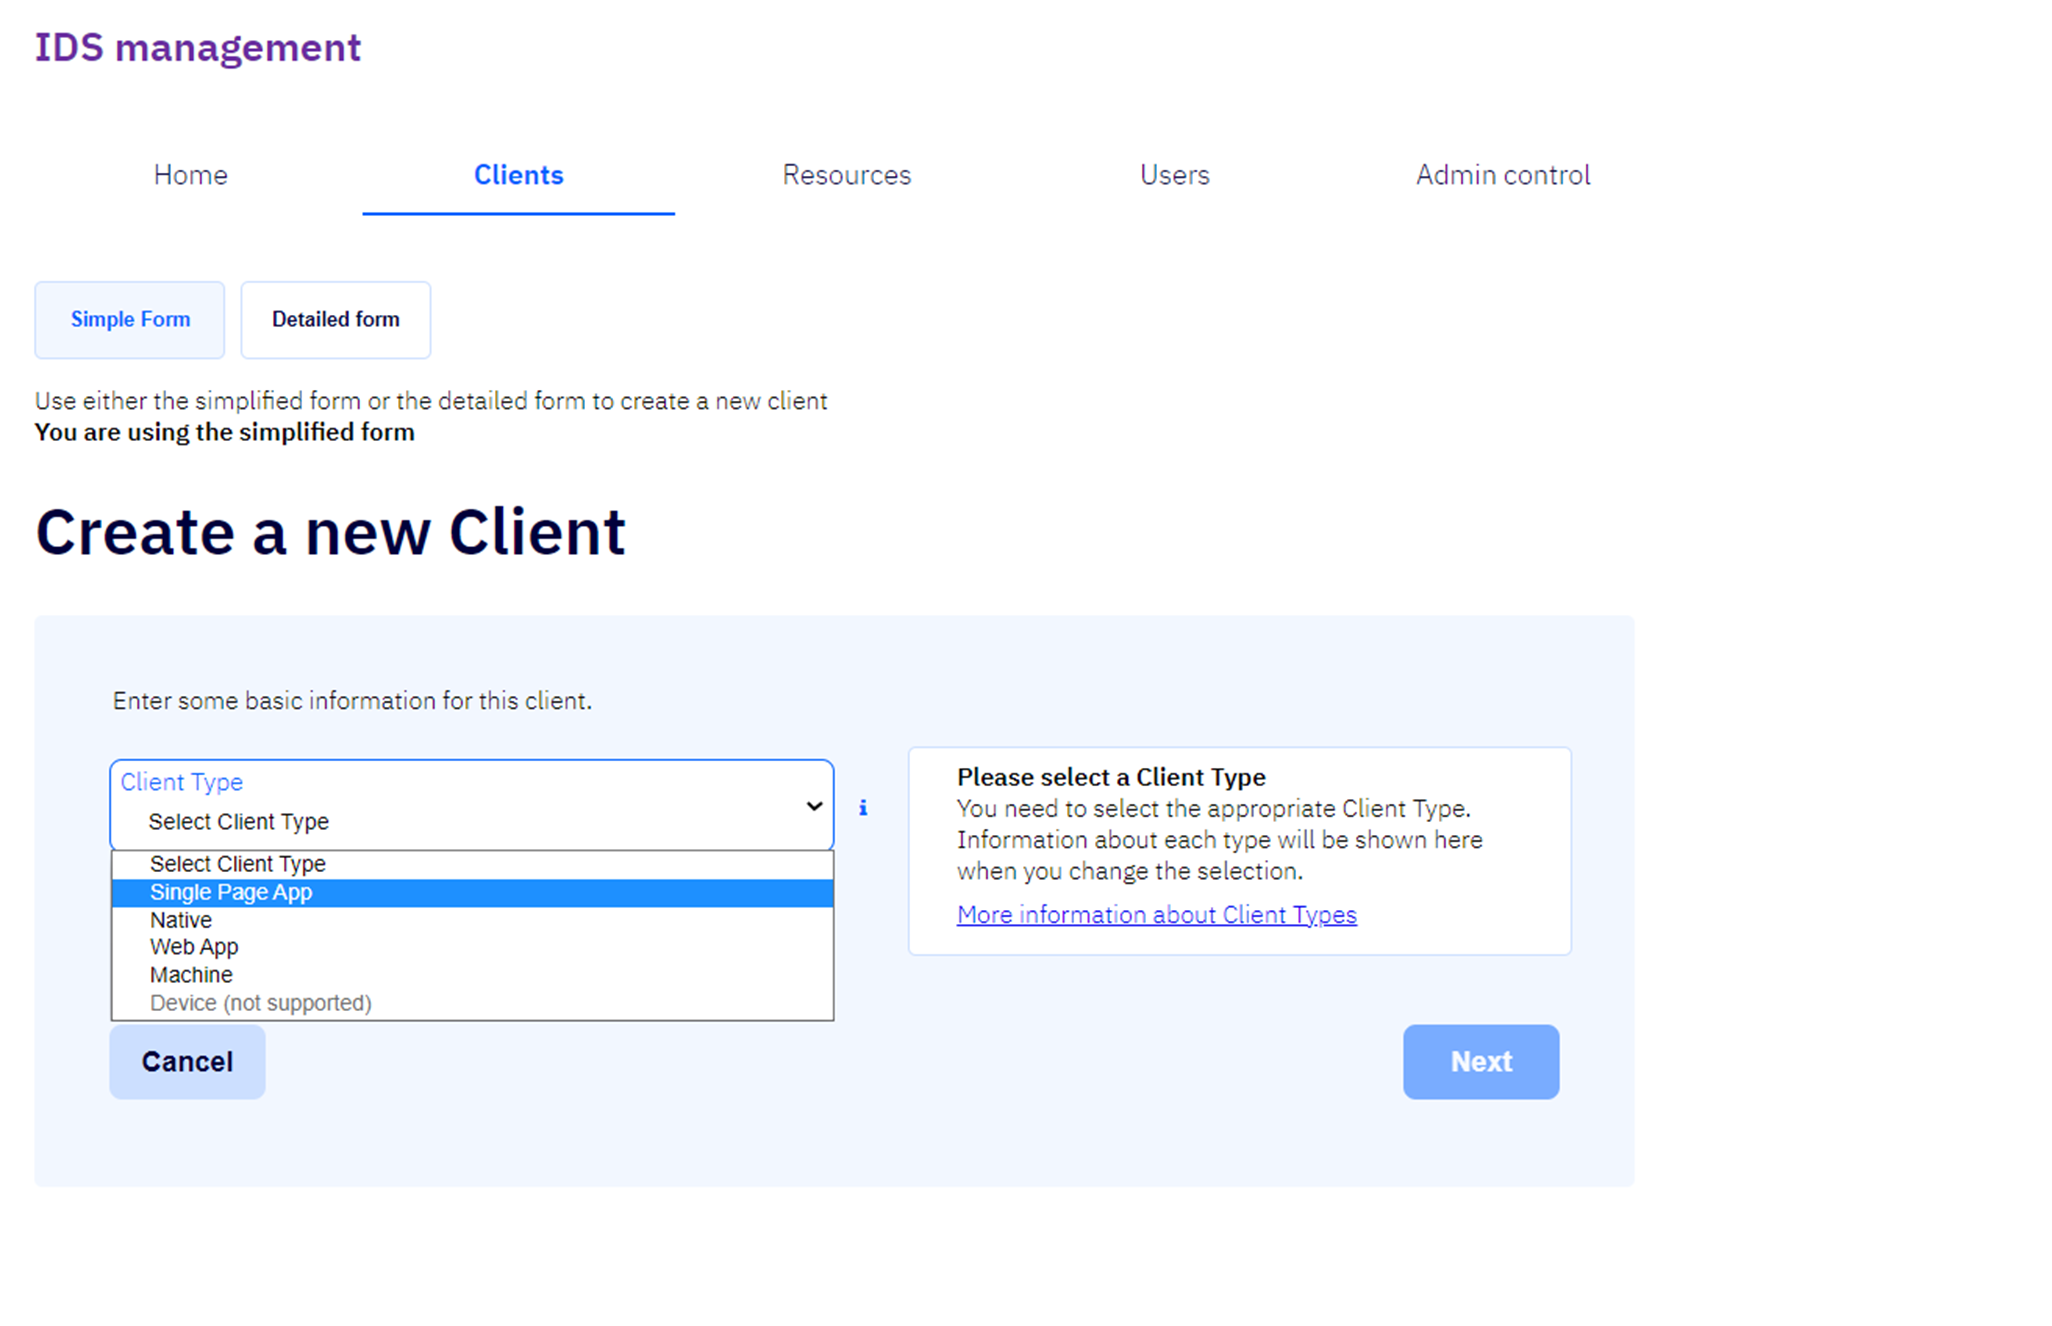 IDS management
Home Clients Resources Users Admin control
Simple Form Detailed form
Use either the simplified form or the detailed form to create a new client
You are using the simplified form
Create a new Client
Enter some basic information for this client.
Client Type
Select Client Type
Select Client Type
Single Page App
Native
Web App
Machine
Device (not supported)
i
Please select a Client Type
You need to select the appropriate Client Type.
Information about each type will be shown here
when you change the selection.
More information about Client Types
Cancel Next